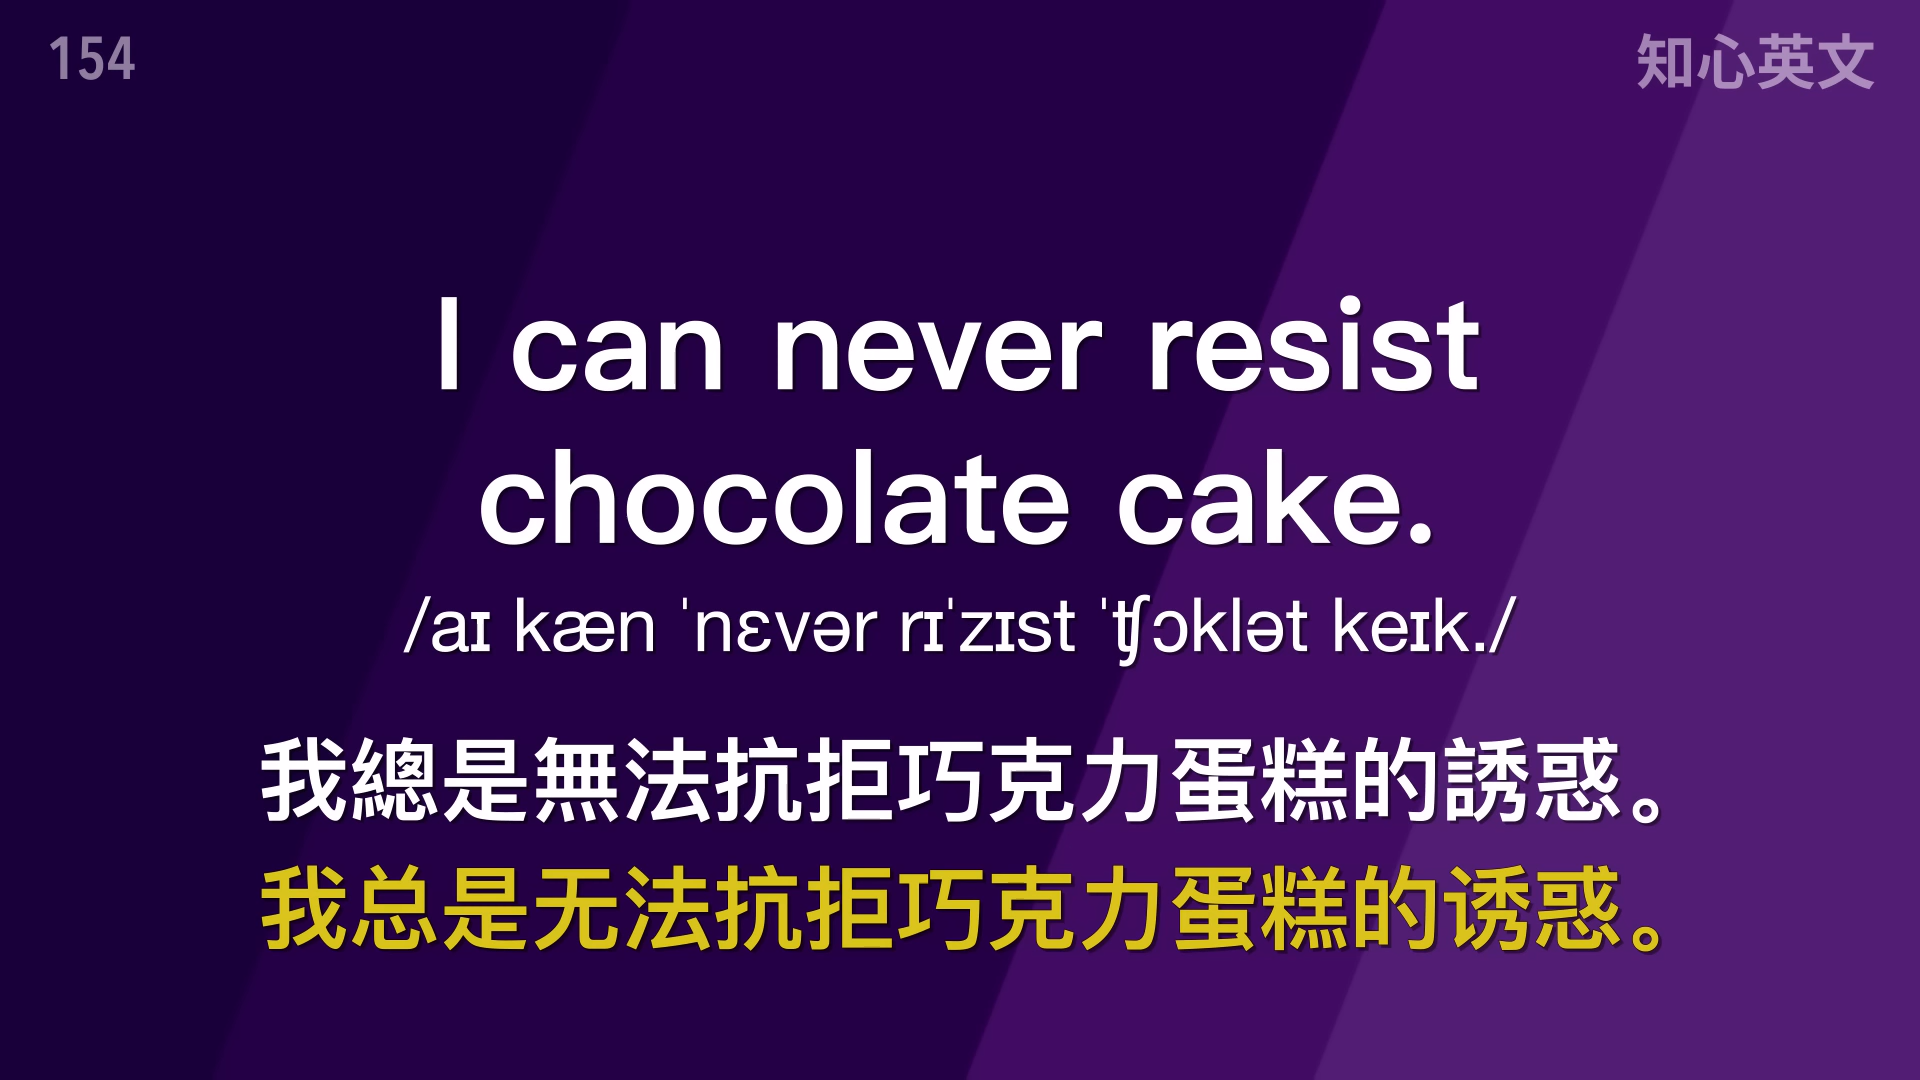 154
知心英文
I can never resist
chocolate cake.
/aɪ kæn ˈnɛvər rɪˈzɪst ˈʧɔklət keɪk./
我總是無法抗拒巧克力蛋糕的誘惑。
我总是无法抗拒巧克力蛋糕的诱惑。